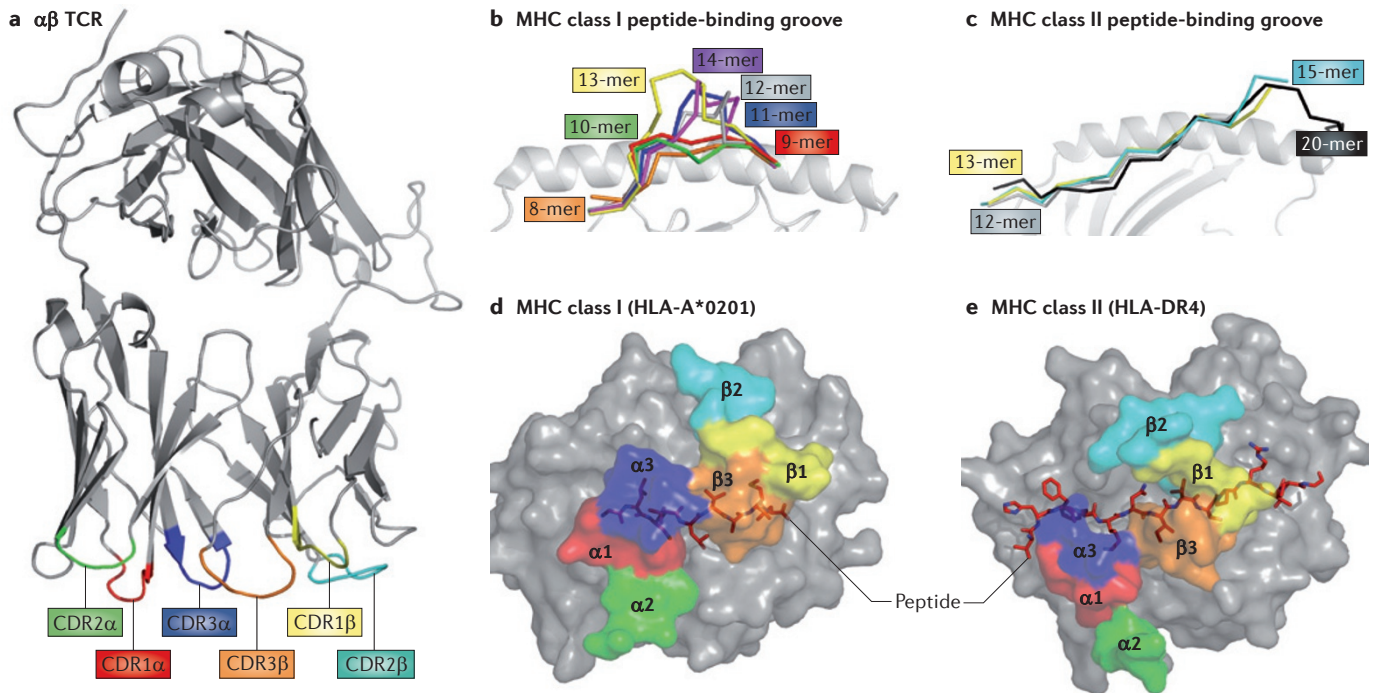 a αβ TCR
b MHC class I peptide-binding groove
c MHC class II peptide-binding groove
14-mer
13-mer
12-mer
11-mer
10-mer
9-mer
8-mer
15-mer
20-mer
13-mer
12-mer
d MHC class I (HLA-A*0201)
e MHC class II (HLA-DR4)
β2
α3
β3
β1
α1
α2
β2
β1
α3
β3
α1
α2
Peptide
CDR2α
CDR3α
CDR1β
CDR1α
CDR3β
CDR2β